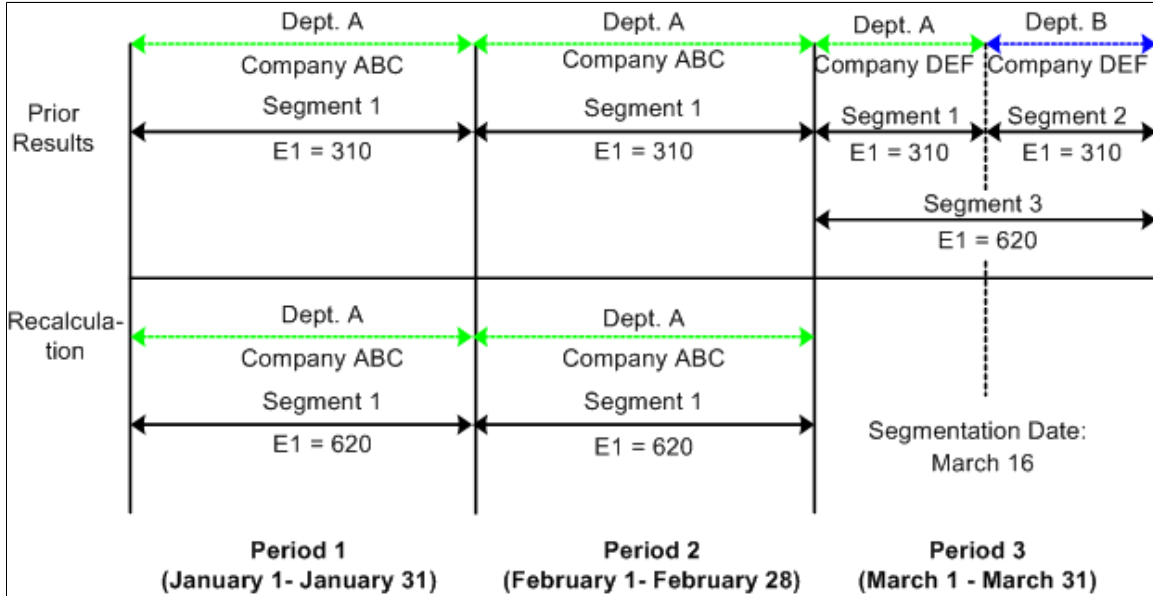 Dept. A
Dept. A
Dept. A
Dept. B
Company ABC
Company ABC
Company DEF
Company DEF
Prior
Results
Segment 1
Segment 1
Segment 1
Segment 2
E1 = 310
E1 = 310
E1 = 310
E1 = 310
Segment 3
E1 = 620
Recalcula-
tion
Dept. A
Dept. A
Company ABC
Company ABC
Segment 1
Segment 1
E1 = 620
E1 = 620
Segmentation Date:
March 16
Period 1
(January 1- January 31)
Period 2
(February 1- February 28)
Period 3
(March 1 - March 31)